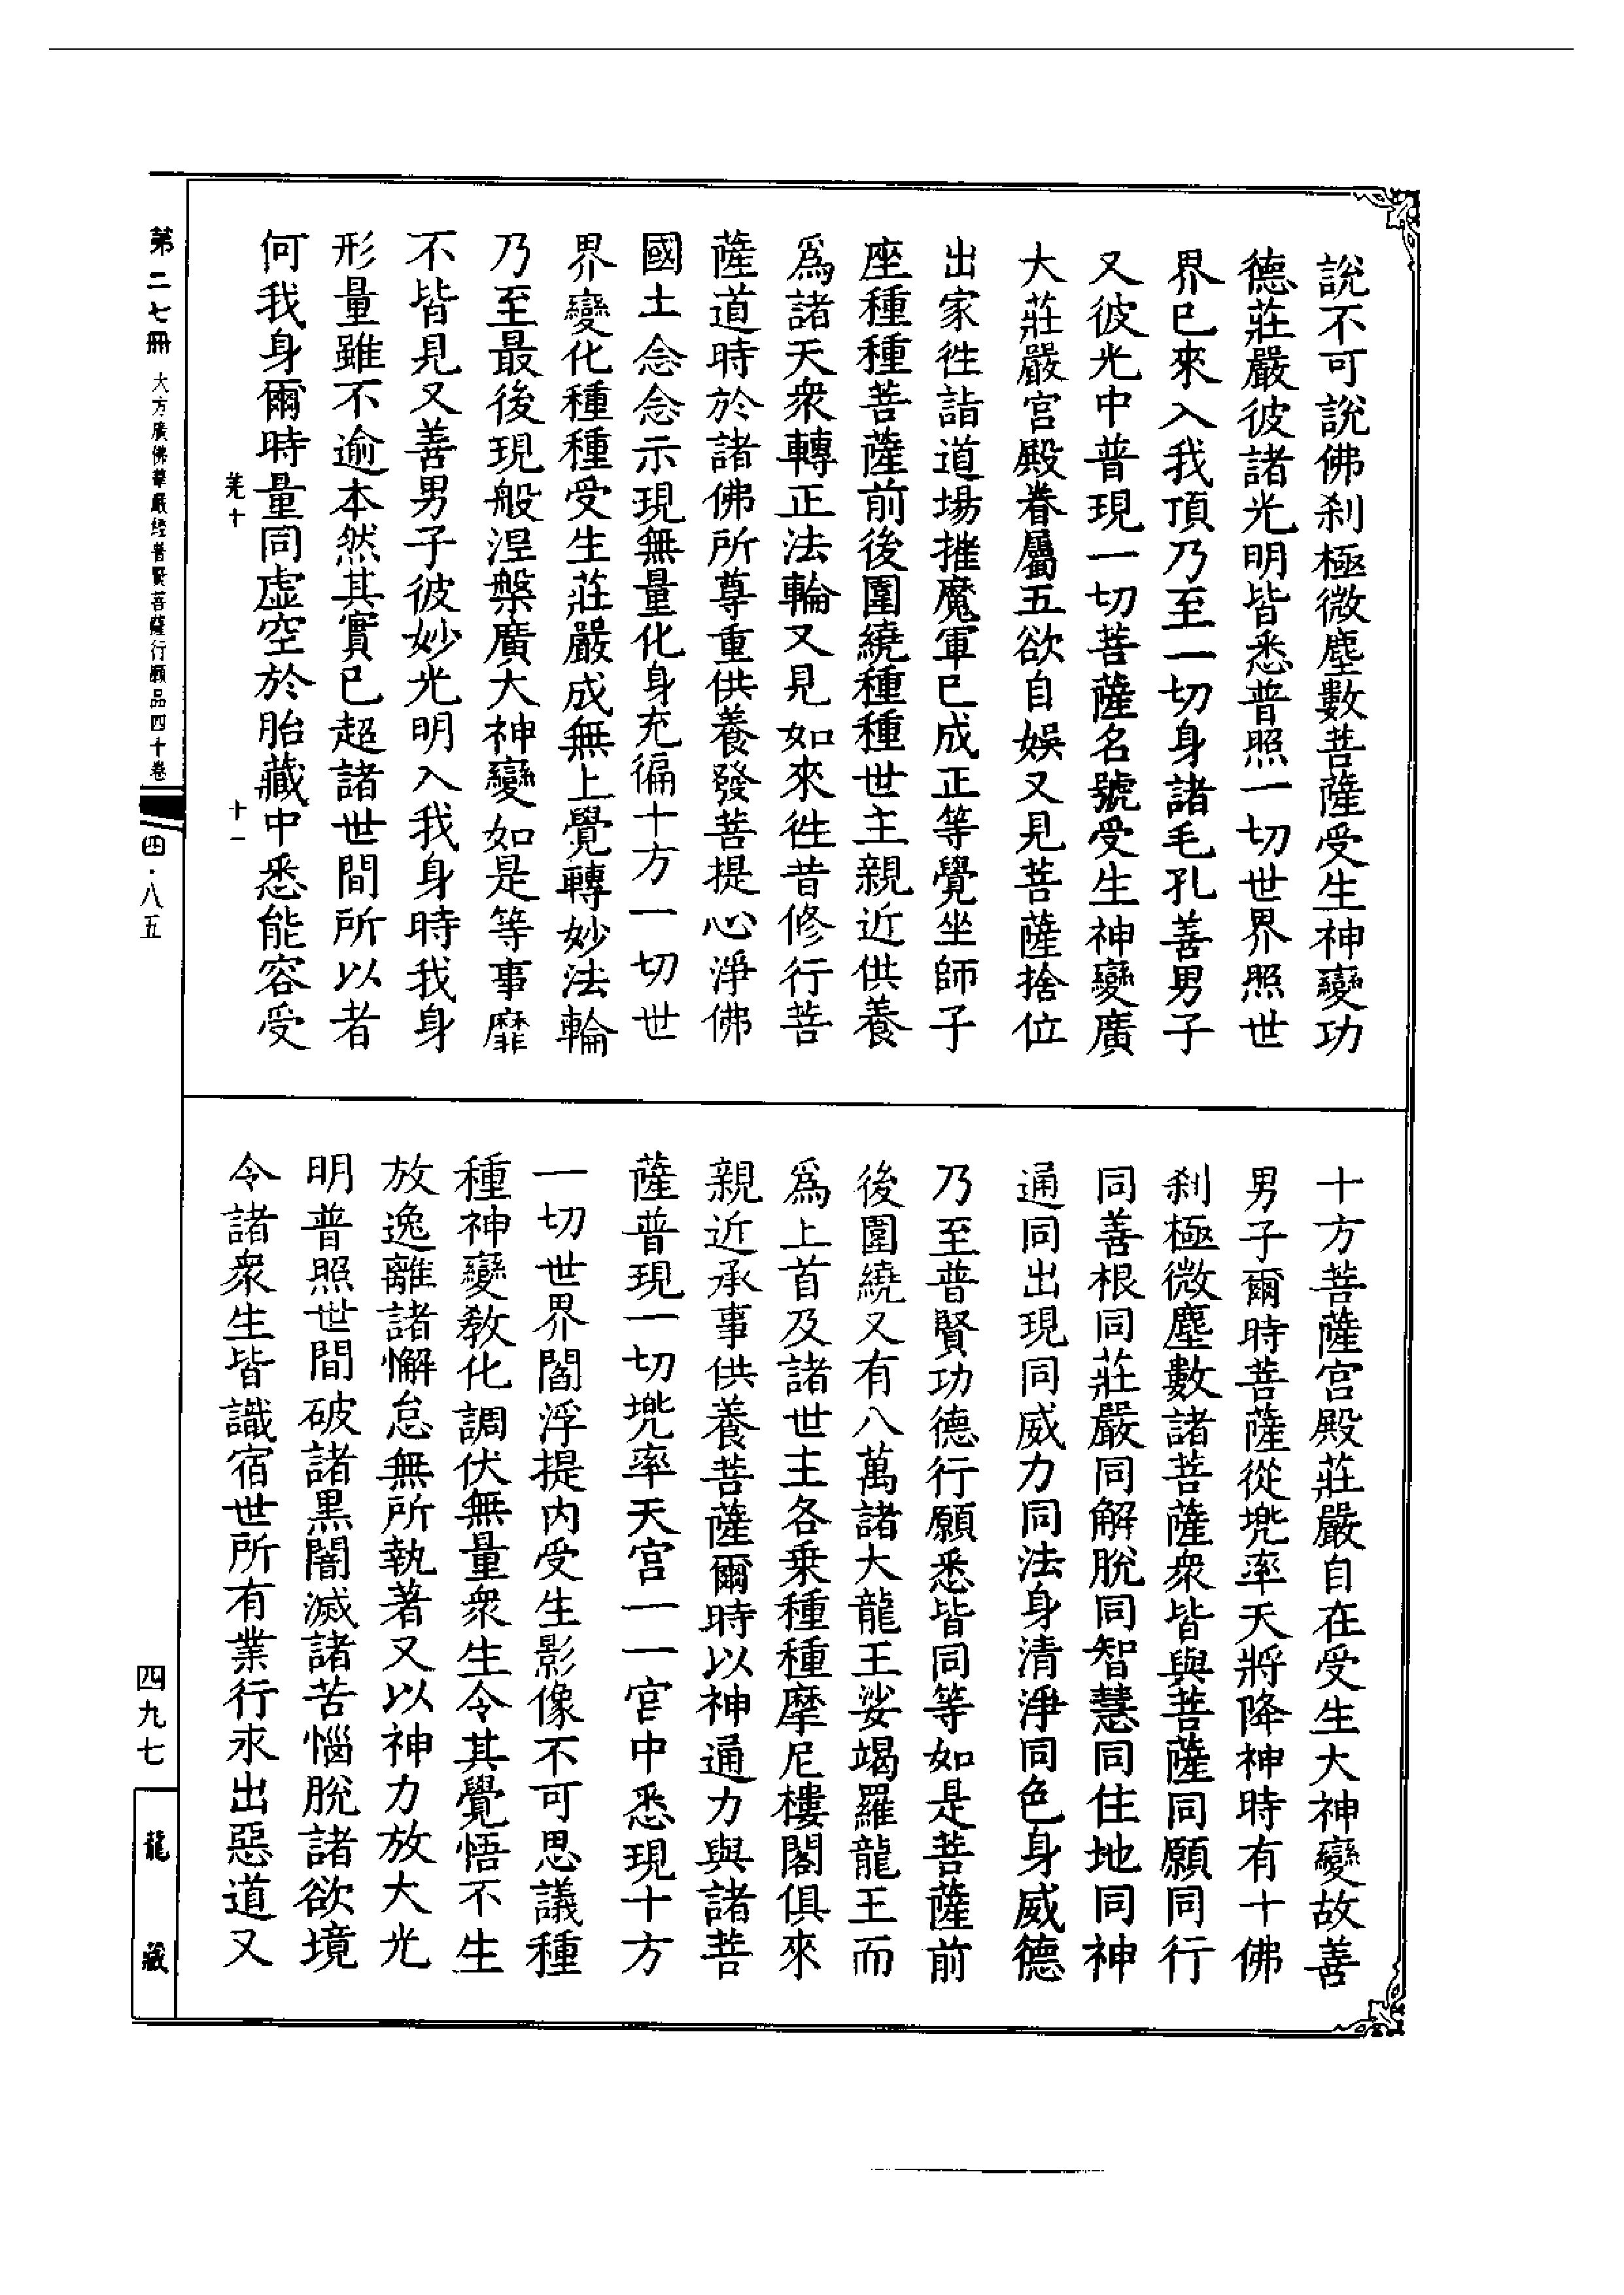 說不可說佛刹極微塵數菩薩受生神變功
德莊嚴彼諸光明皆悉普照一切世界照世
界已來入我頂乃至一切身諸毛孔善男子
又彼光中普現一切菩薩名號受生神變廣
大莊嚴宮殿眷屬五欲自娛又見菩薩捨位
出家徃詣道場摧魔軍已成正等覺坐師子
座種種菩薩前後圍繞種種世主親近供養
爲諸天衆轉正法輪又見如來徃昔修行菩
薩道時於諸佛所尊重供養發菩提心淨佛
國土念念示現無量化身充徧十方一切世
界變化種種受生莊嚴成無上覺轉妙法輪
乃至最後現般涅槃廣大神變如是等事靡
不皆見又善男子彼妙光明入我身時我身
形量雖不逾本然其實已超諸世間所以者
何我身爾時量同虛空於胎藏中悉能容受
十方菩薩宮殿莊嚴自在受生大神變故善
男子爾時菩薩從兠率天將降神時有十佛
刹極微塵數諸菩薩衆皆與菩薩同願同行
同善根同莊嚴同解脫同智慧同住地同神
通同出現同威力同法身清淨同色身威德
乃至普賢功德行願悉皆同等如是菩薩前
後圍繞又有八萬諸大龍王娑竭羅龍王而
爲上首及諸世主各乗種種摩尼樓閣俱來
親近承事供養菩薩爾時以神通力與諸菩
薩普現一切兠率天宮一一宮中悉現十方
一切世界閻浮提内受生影像不可思議種
種神變教化調伏無量衆生令其覺悟不生
放逸離諸懈怠無所執著又以神力放大光
明普照世間破諸黑闇滅諸苦惱脫諸欲境
令諸衆生皆識宿世所有業行永出惡道又
羌十
十一
第二七冊
大方廣佛華嚴經普賢菩薩行願品四十卷
四·八五
四九七
龍藏